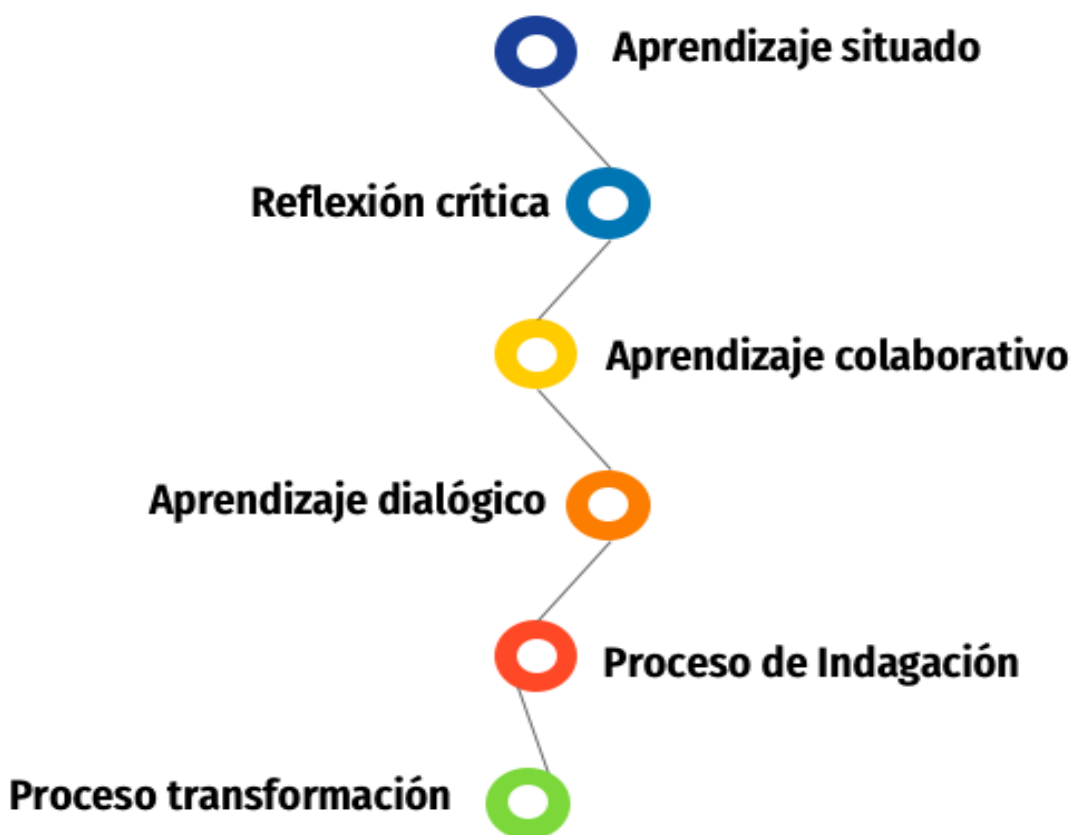 Aprendizaje situado
Reflexión crítica
Aprendizaje colaborativo
Aprendizaje dialógico
Proceso de Indagación
Proceso transformación